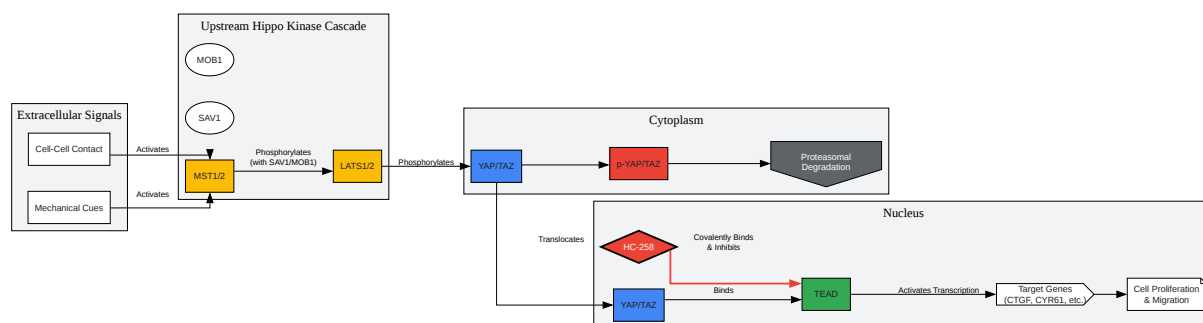 Upstream Hippo Kinase Cascade
MOB1
SAV1
Extracellular Signals
Cell-Cell Contact
Activates
Mechanical Cues
Activates
MST1/2
Phosphorylates
(with SAV1/MOB1)
LATS1/2
Phosphorylates
Cytoplasm
YAP/TAZ
p-YAP/TAZ
Proteasomal
Degradation
Nucleus
Translocates
HC-258
Covalently Binds
& Inhibits
YAP/TAZ
Binds
TEAD
Activates Transcription
Target Genes
(CTGF, CYR61, etc.)
Cell Proliferation
& Migration